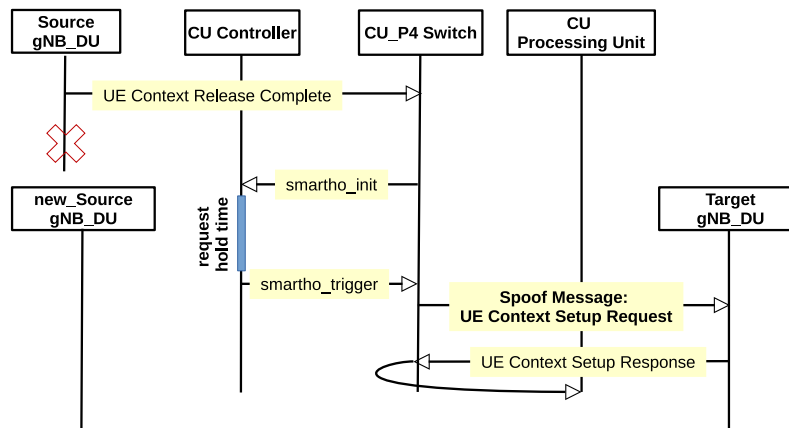 Source
gNB_DU
CU Controller
CU_P4 Switch
CU
Processing Unit
UE Context Release Complete
smartho_init
new_Source
gNB_DU
Target
gNB_DU
request
hold time
smartho_trigger
Spoof Message:
UE Context Setup Request
UE Context Setup Response